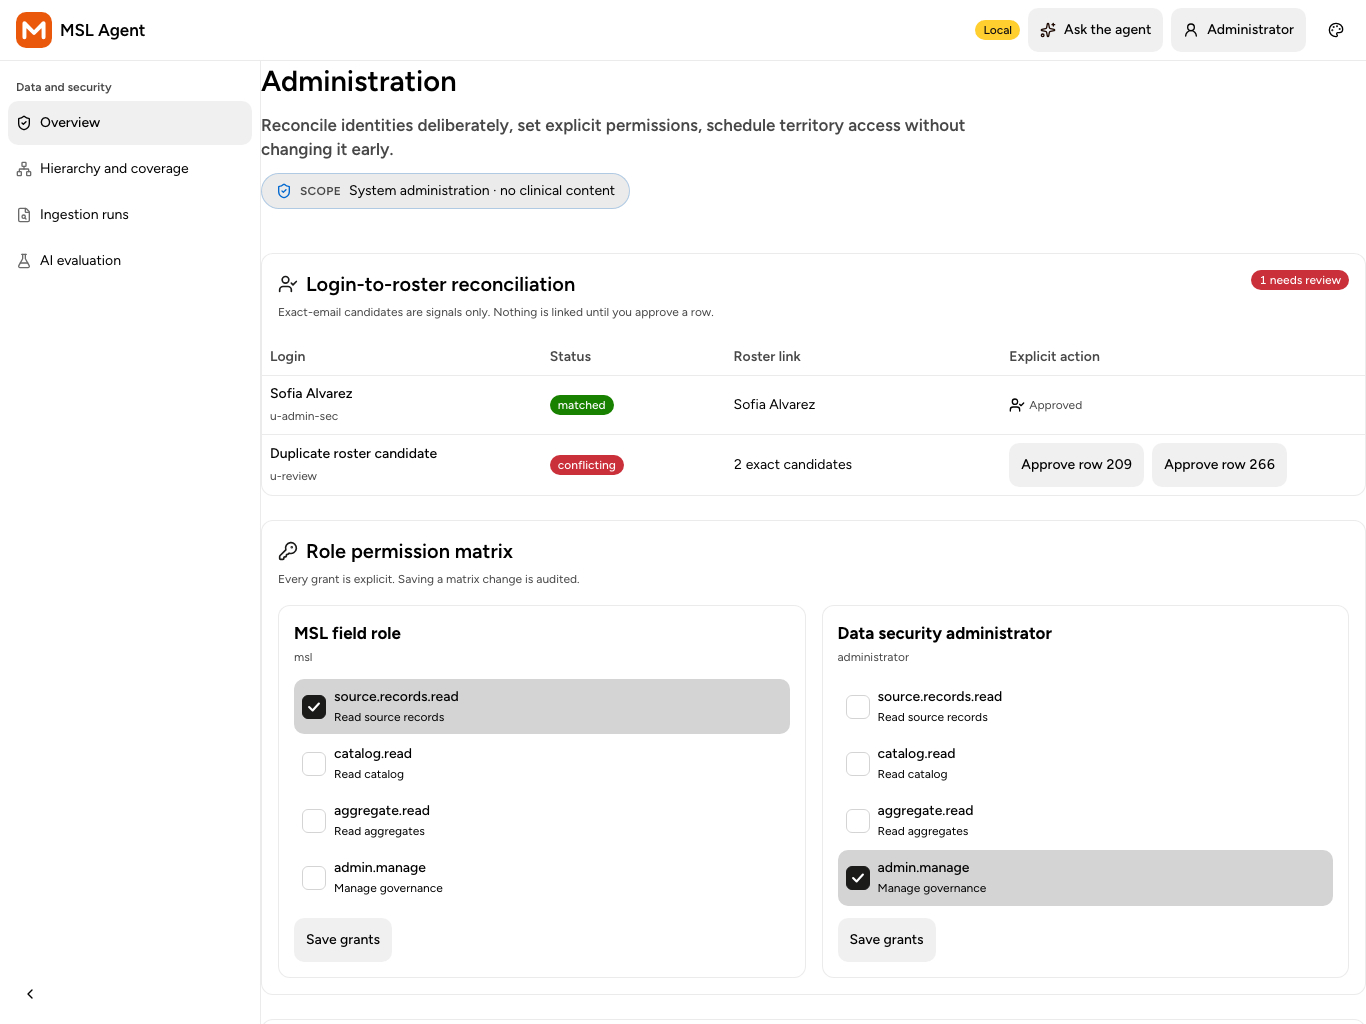 MSL Agent
Local
Ask the agent
Administrator
Data and security
Overview
Hierarchy and coverage
Ingestion runs
AI evaluation
Administration
Reconcile identities deliberately, set explicit permissions, schedule territory access without
changing it early.
SCOPE System administration · no clinical content
Login-to-roster reconciliation
1 needs review
Exact-email candidates are signals only. Nothing is linked until you approve a row.
Login Status Roster link Explicit action
Sofia Alvarez
u-admin-sec
matched
Sofia Alvarez
Approved
Duplicate roster candidate
u-review
conflicting
2 exact candidates
Approve row 209
Approve row 266
Role permission matrix
Every grant is explicit. Saving a matrix change is audited.
MSL field role
msl
source.records.read
Read source records
catalog.read
Read catalog
aggregate.read
Read aggregates
admin.manage
Manage governance
Save grants
Data security administrator
administrator
source.records.read
Read source records
catalog.read
Read catalog
aggregate.read
Read aggregates
admin.manage
Manage governance
Save grants